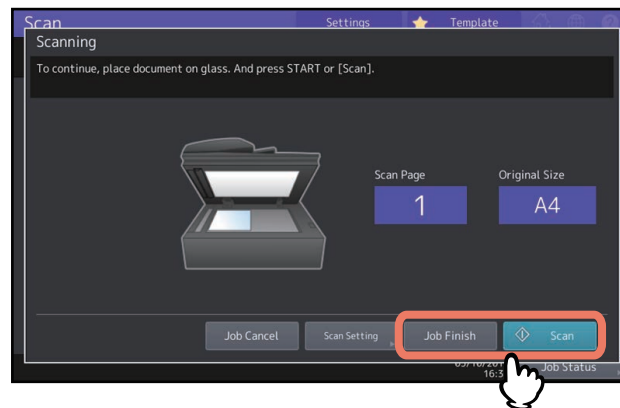 Scan
Settings
Template
Scanning
To continue, place document on glass. And press START or [Scan].
Scan Page
Original Size
1
A4
Job Cancel
Scan Setting
Job Finish
Scan
16:3
Job Status